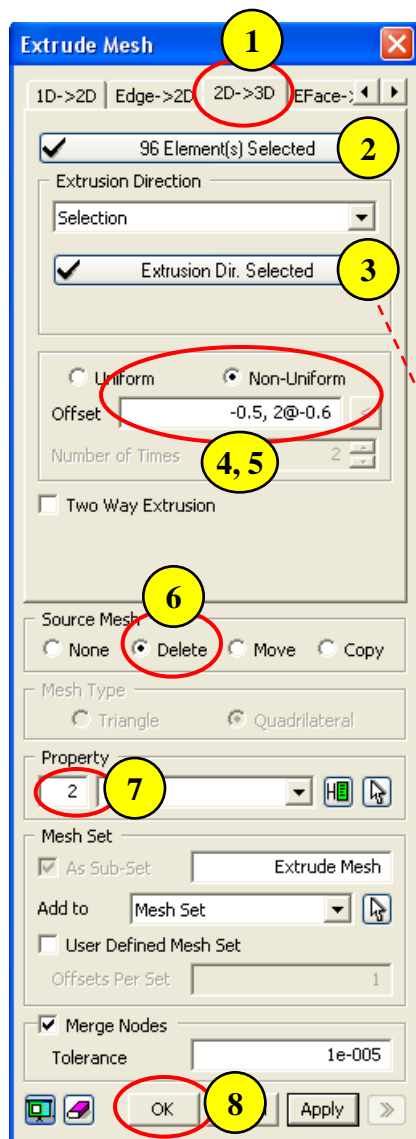 Extrude Mesh
1
1D->2D Edge->2D 2D->3D EFace->
96 Element(s) Selected 2
Extrusion Direction
Selection
Extrusion Dir. Selected 3
Uniform Non-Uniform
Offset -0.5, 2@-0.6
Number of Times 2
4, 5
Two Way Extrusion
6
Source Mesh
None Delete Move Copy
Mesh Type
Triangle Quadrilateral
Property
2 7
Mesh Set
As Sub-Set Extrude Mesh
Add to Mesh Set
User Defined Mesh Set
Offsets Per Set 1
Merge Nodes
Tolerance 1e-005
OK 8 Apply >>